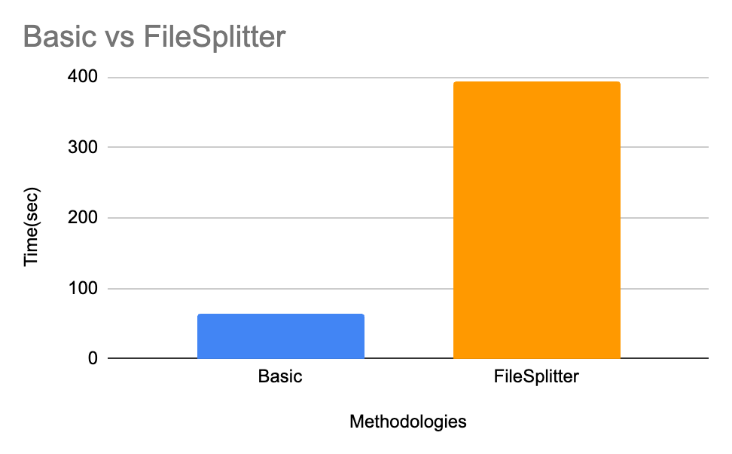 Basic vs FileSplitter
400
300
200
100
0
Time(sec)
Basic FileSplitter
Methodologies